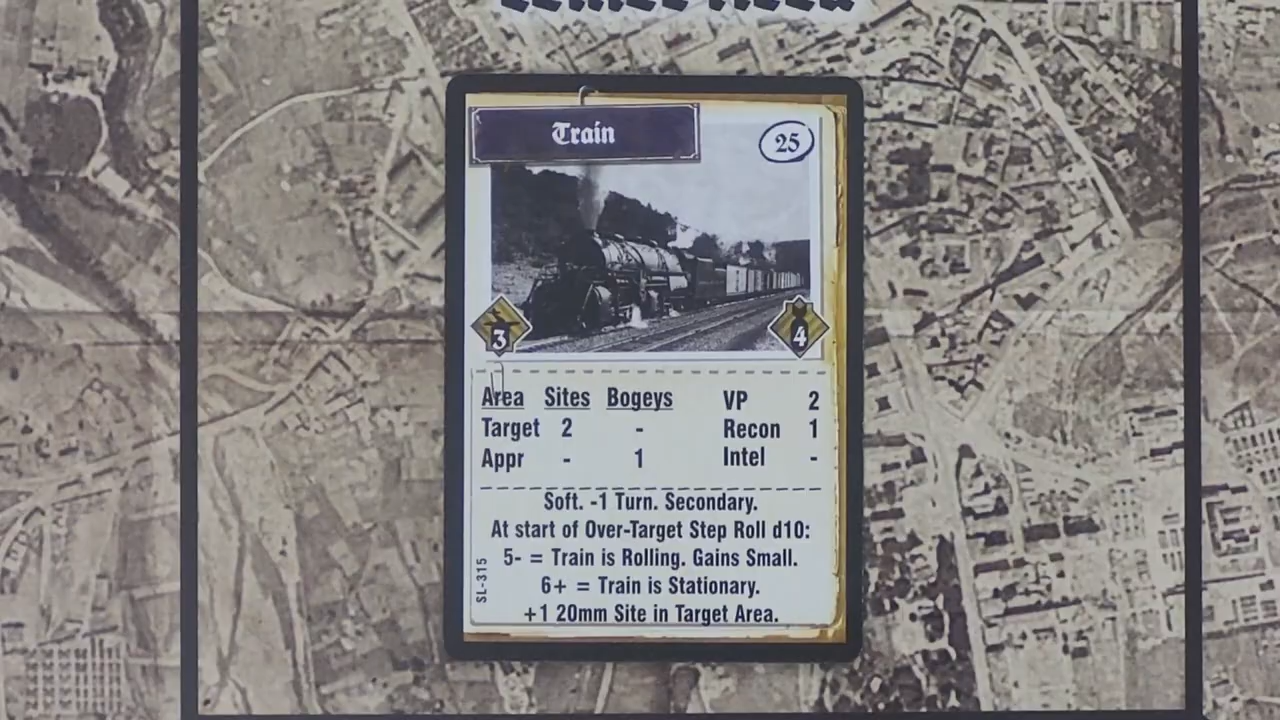 Train
25
3
4
Area Sites Bogeys VP 2
Target 2 - Recon 1
Appr - 1 Intel -
Soft. -1 Turn. Secondary.
At start of Over-Target Step Roll d10:
5- = Train is Rolling. Gains Small.
6+ = Train is Stationary.
+1 20mm Site in Target Area.
SL-315